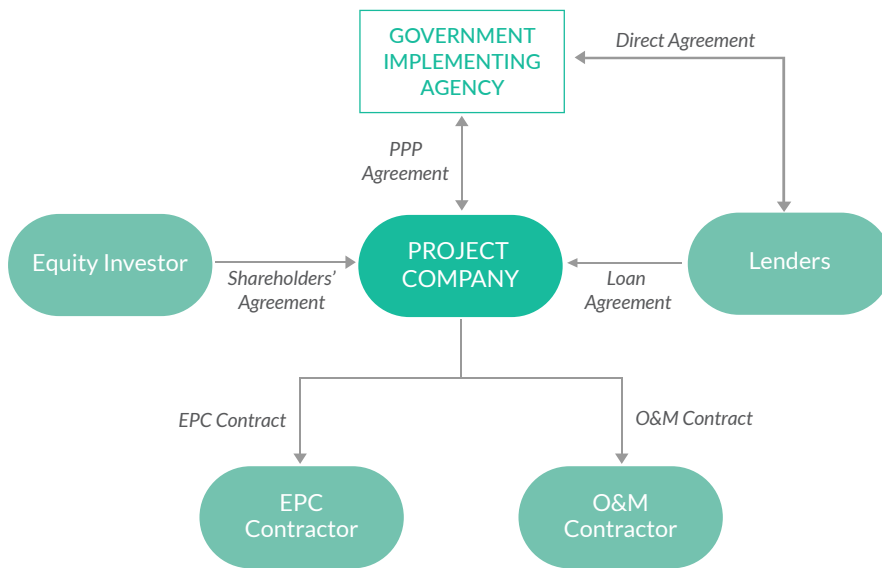 GOVERNMENT
IMPLEMENTING
AGENCY
Direct Agreement
PPP
Agreement
Equity Investor
Shareholders’
Agreement
PROJECT
COMPANY
Loan
Agreement
Lenders
EPC Contract
O&M Contract
EPC
Contractor
O&M
Contractor